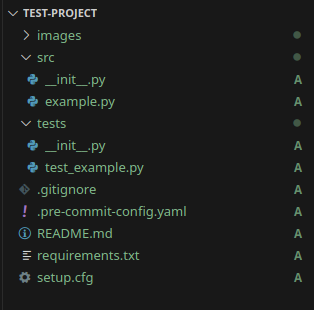 TEST-PROJECT
images
src
__init__.py A
example.py A
tests
__init__.py A
test_example.py A
.gitignore A
! .pre-commit-config.yaml A
README.md A
requirements.txt A
setup.cfg A